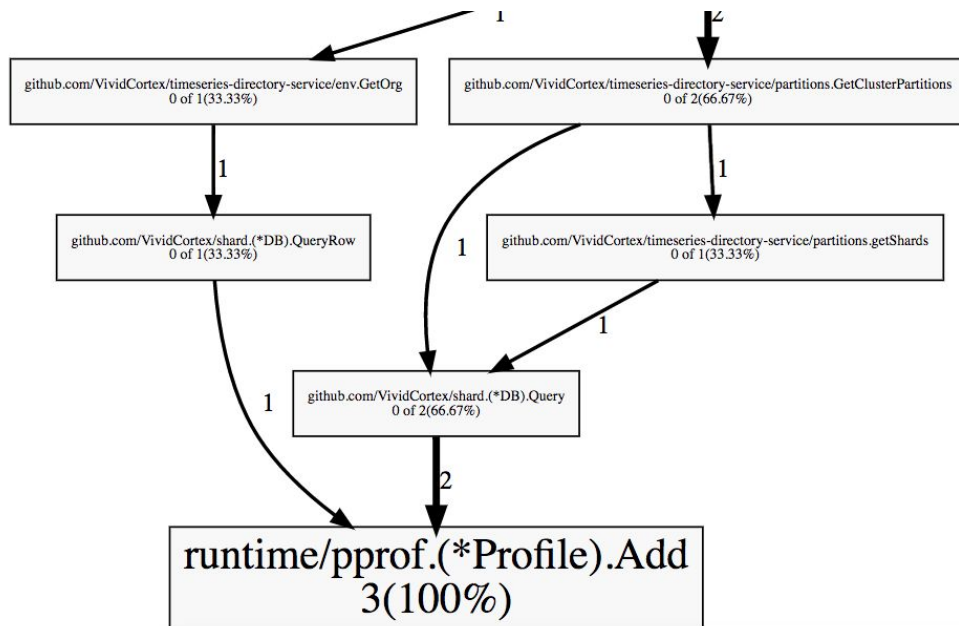 1
2
github.com/VividCortex/timeseries-directory-service/env.GetOrg
0 of 1(33.33%)
github.com/VividCortex/timeseries-directory-service/partitions.GetClusterPartitions
0 of 2(66.67%)
1
1
github.com/VividCortex/shard.(*DB).QueryRow
0 of 1(33.33%)
github.com/VividCortex/timeseries-directory-service/partitions.getShards
0 of 1(33.33%)
1
1
github.com/VividCortex/shard.(*DB).Query
0 of 2(66.67%)
1
2
runtime/pprof.(*Profile).Add
3(100%)